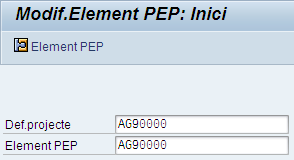 Modif.Element PEP: Inici
Element PEP
Def.projecte AG90000
Element PEP AG90000